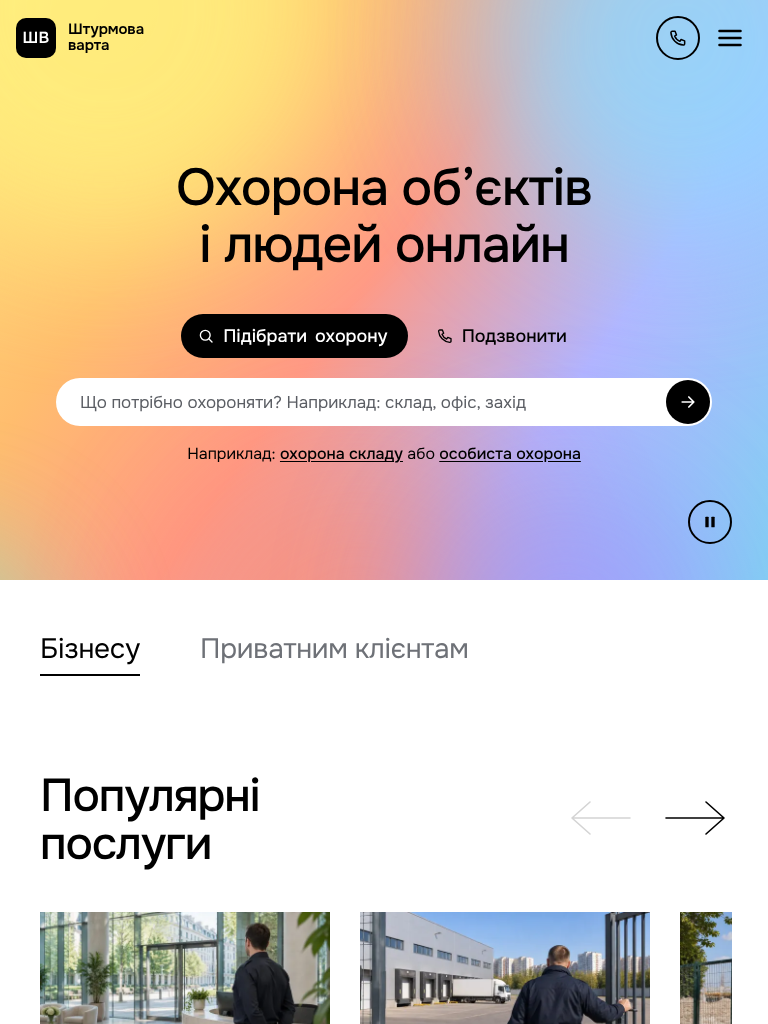 ШВ
Штурмова
варта
Охорона об’єктів
і людей онлайн
Підібрати охорону
Подзвонити
Що потрібно охороняти? Наприклад: склад, офіс, захід
Наприклад: охорона складу або особиста охорона
Бізнесу
Приватним клієнтам
Популярні
послуги